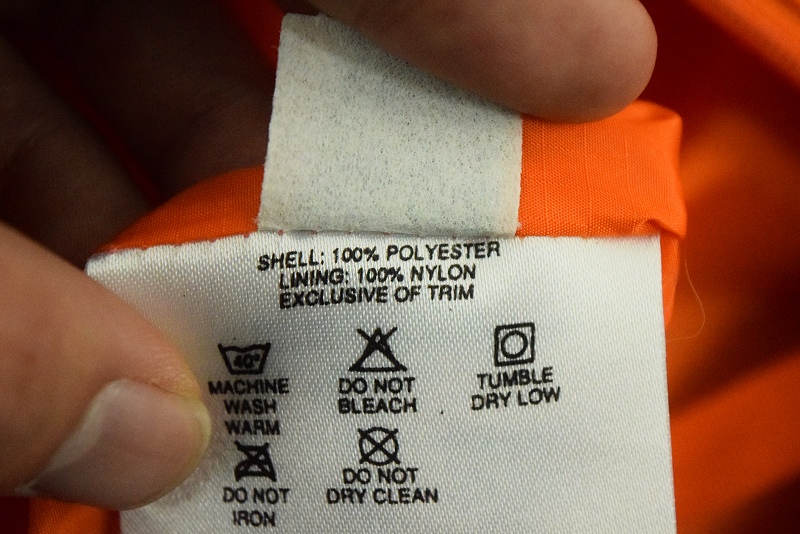 SHELL: 100% POLYESTER
LINING: 100% NYLON
EXCLUSIVE OF TRIM
40°
MACHINE
WASH
WARM
DO NOT
BLEACH
TUMBLE
DRY LOW
DO NOT
IRON
DO NOT
DRY CLEAN